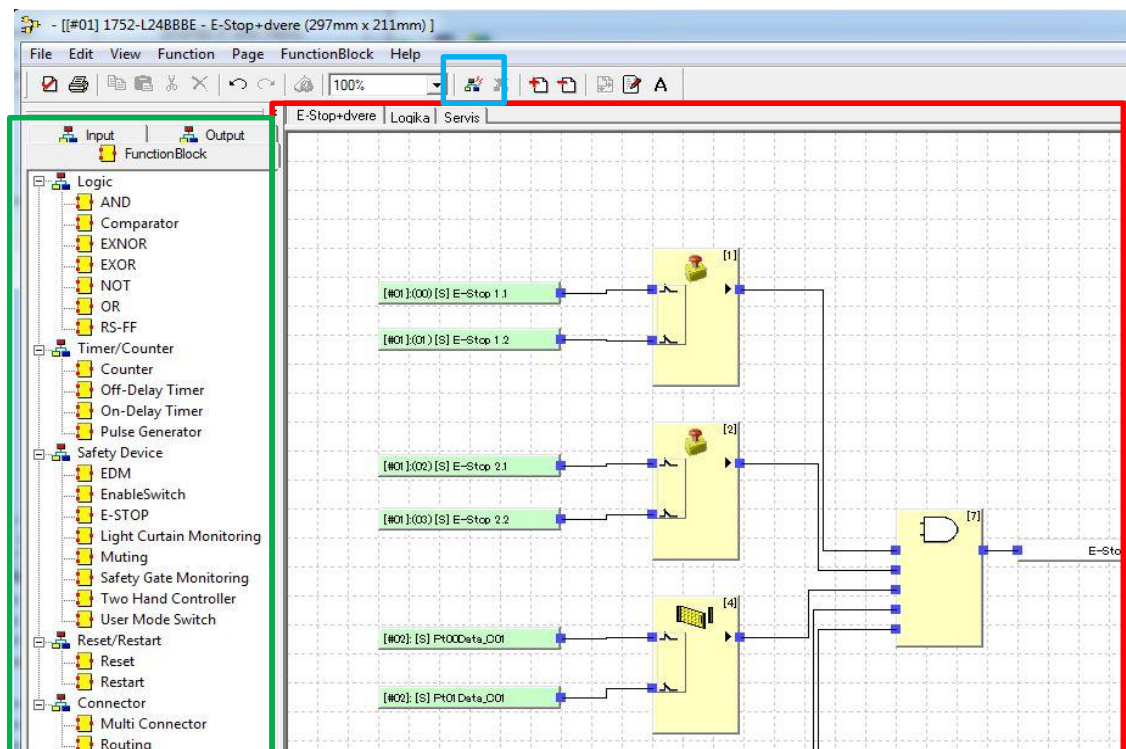 - [[#01] 1752-L24BBBE - E-Stop+dvere (297mm x 211mm) ]
File Edit View Function Page FunctionBlock Help
100% A
E-Stop+dvere Logika Servis
Input Output
FunctionBlock
Logic
AND
Comparator
EXNOR
EXOR
NOT
OR
RS-FF
Timer/Counter
Counter
Off-Delay Timer
On-Delay Timer
Pulse Generator
Safety Device
EDM
EnableSwitch
E-STOP
Light Curtain Monitoring
Muting
Safety Gate Monitoring
Two Hand Controller
User Mode Switch
Reset/Restart
Reset
Restart
Connector
Multi Connector
Routing
[1]
[#01]:(00) [S] E-Stop 1.1
[#01]:(01) [S] E-Stop 1.2
[2]
[#01]:(02) [S] E-Stop 2.1
[#01]:(03) [S] E-Stop 2.2
[7]
E-Sto
[4]
[#02]: [S] Pt00Data_C01
[#02]: [S] Pt01Data_C01